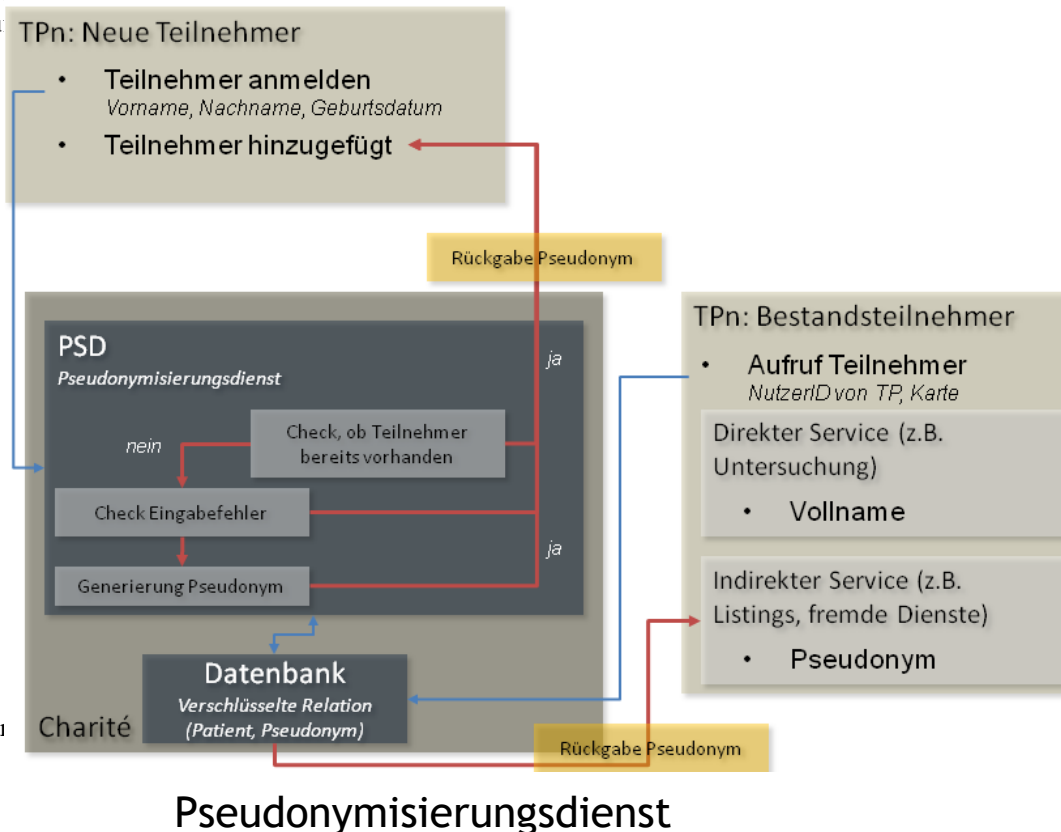 TPn: Neue Teilnehmer
• Teilnehmer anmelden
Vorname, Nachname, Geburtsdatum
• Teilnehmer hinzugefügt
Rückgabe Pseudonym
PSD
Pseudonymisierungsdienst
ja
nein
Check, ob Teilnehmer
bereits vorhanden
Check Eingabefehler
ja
Generierung Pseudonym
Datenbank
Verschlüsselte Relation
(Patient, Pseudonym)
Charité
TPn: Bestandsteilnehmer
• Aufruf Teilnehmer
NutzerID von TP, Karte
Direkter Service (z.B.
Untersuchung)
• Vollname
Indirekter Service (z.B.
Listings, fremde Dienste)
• Pseudonym
Rückgabe Pseudonym
Pseudonymisierungsdienst